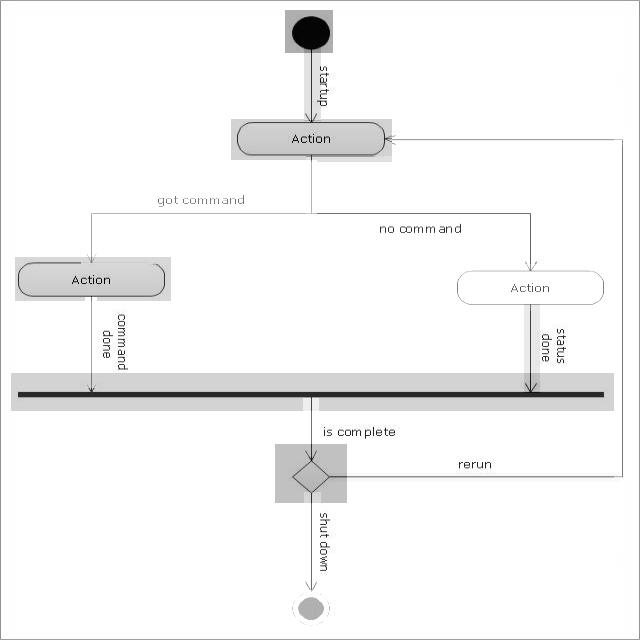 startup
Action
got command
no command
Action
Action
command
done
status
done
is complete
rerun
shut down